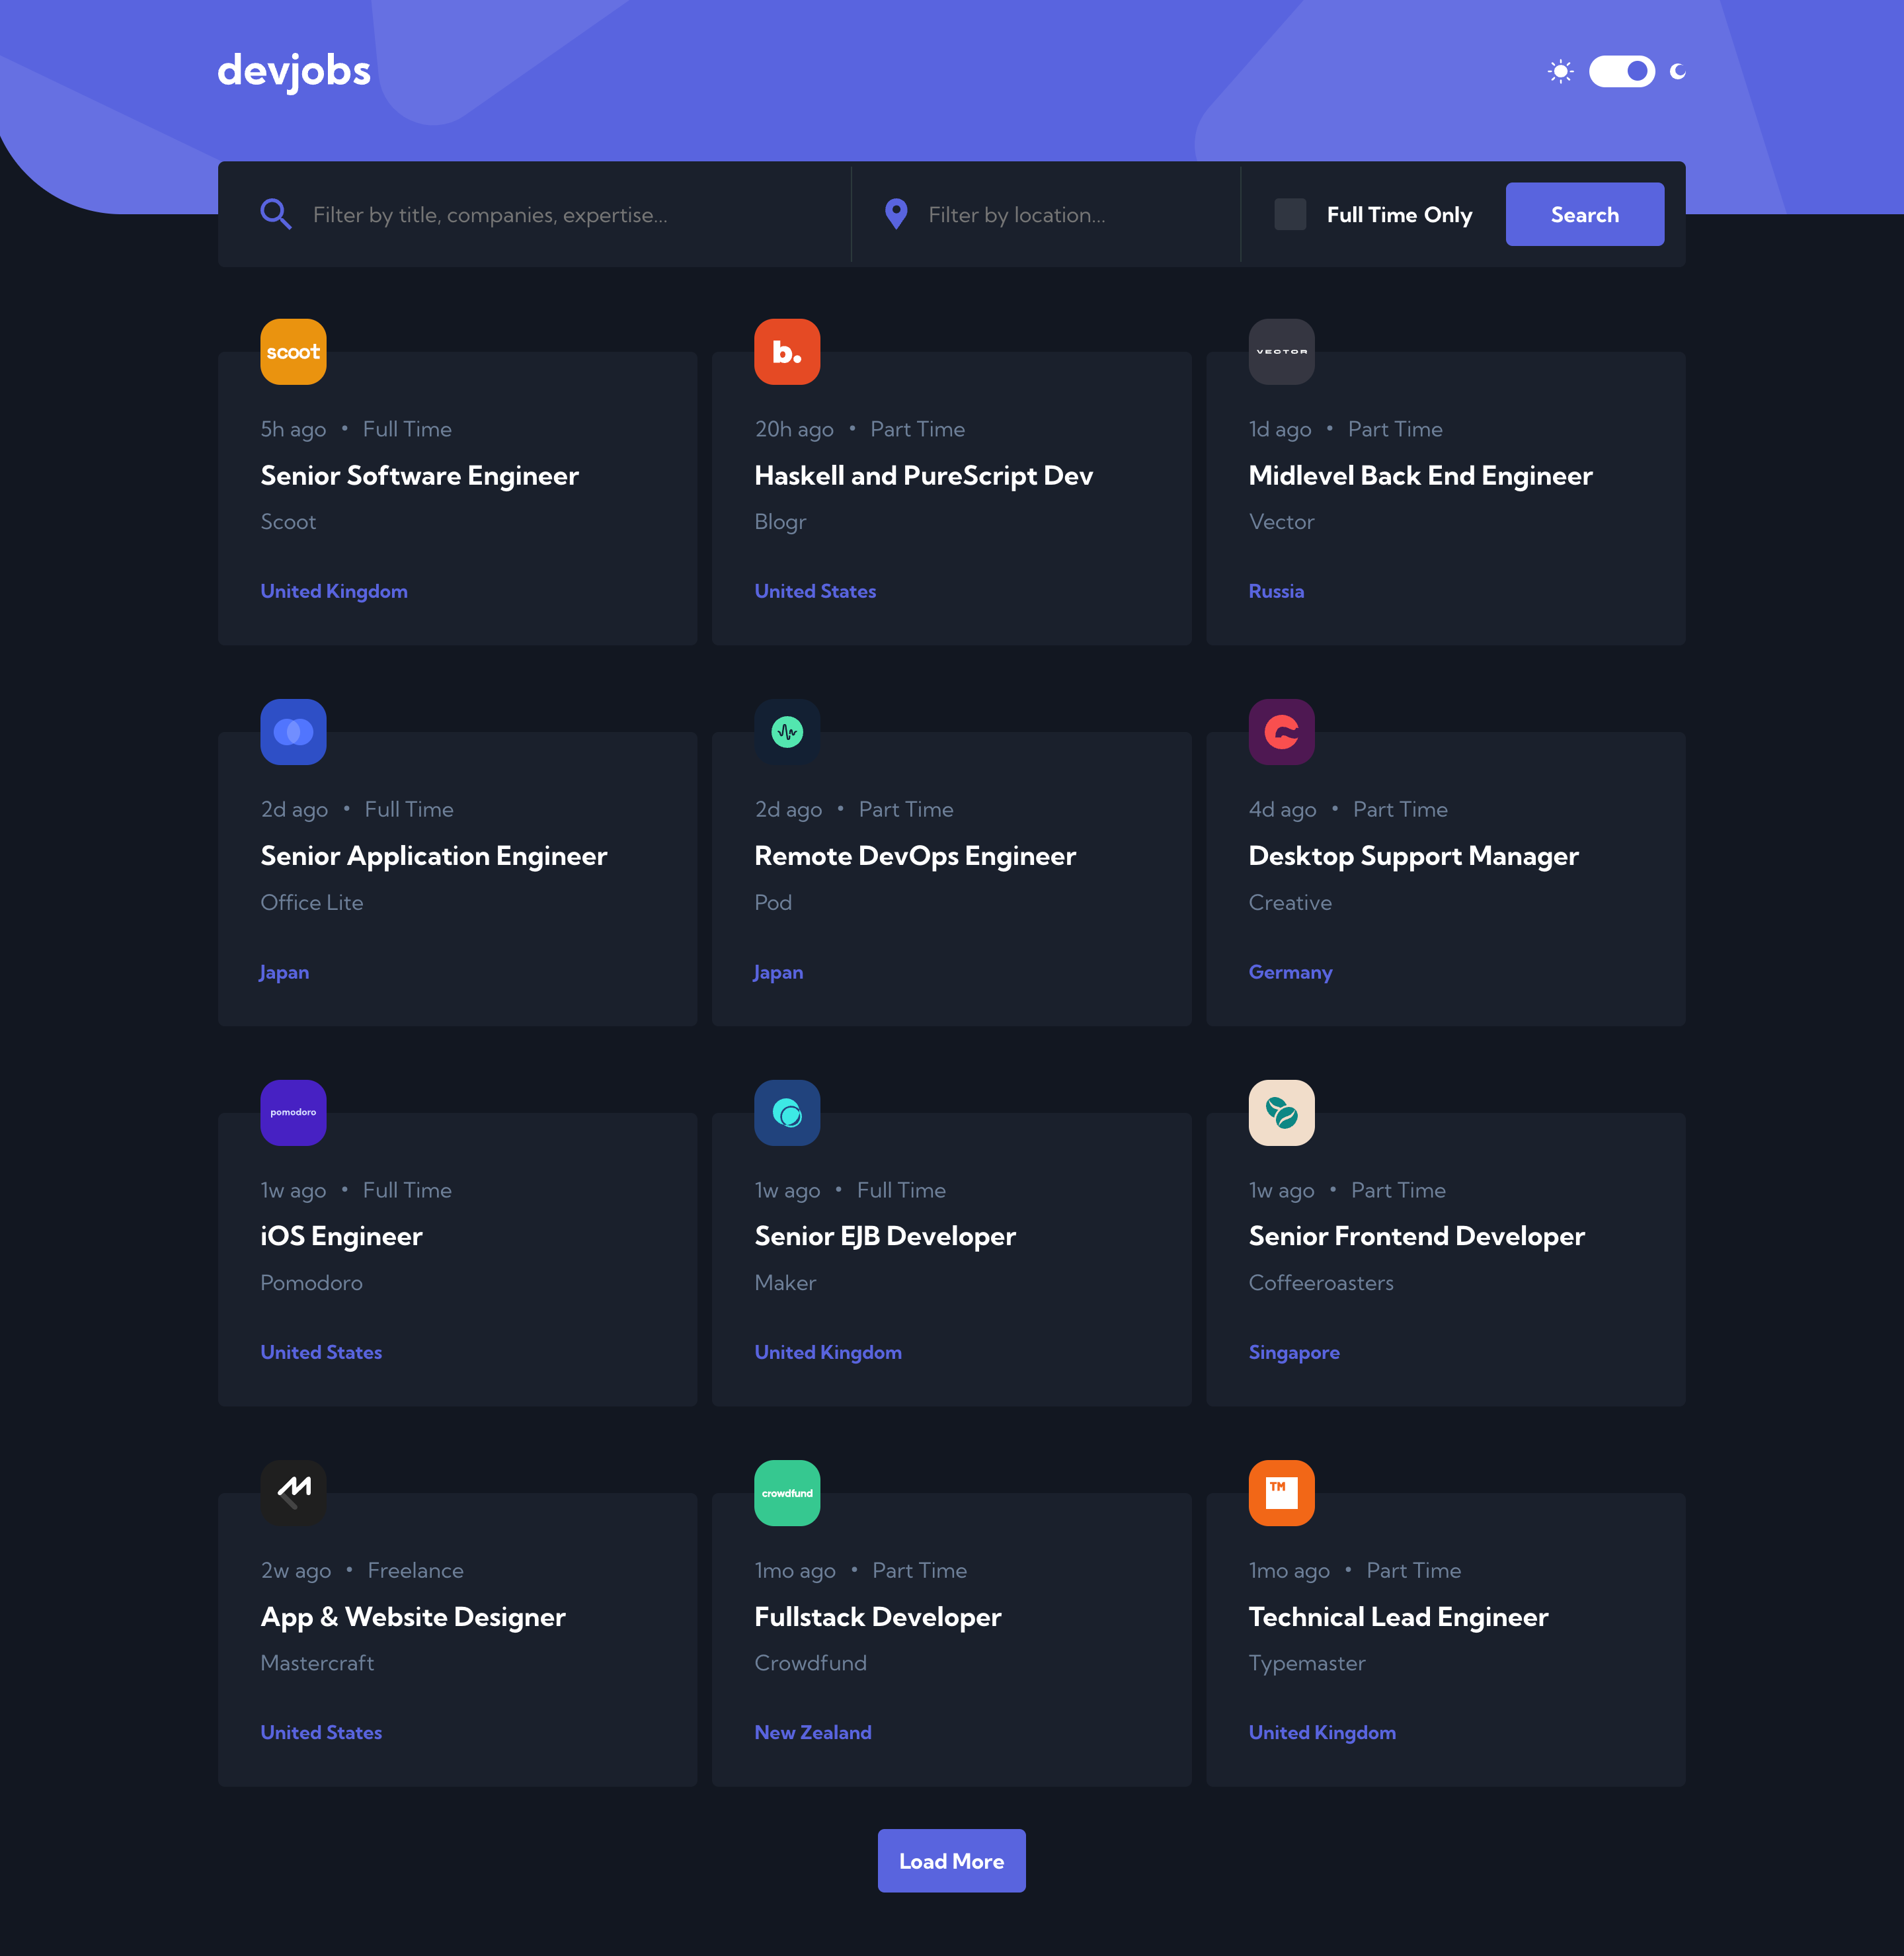 devjobs
Filter by title, companies, expertise...
Filter by location...
Full Time Only
Search
scoot
5h ago • Full Time
Senior Software Engineer
Scoot
United Kingdom
b.
20h ago • Part Time
Haskell and PureScript Dev
Blogr
United States
VECTOR
1d ago • Part Time
Midlevel Back End Engineer
Vector
Russia
2d ago • Full Time
Senior Application Engineer
Office Lite
Japan
2d ago • Part Time
Remote DevOps Engineer
Pod
Japan
4d ago • Part Time
Desktop Support Manager
Creative
Germany
pomodoro
1w ago • Full Time
iOS Engineer
Pomodoro
United States
1w ago • Full Time
Senior EJB Developer
Maker
United Kingdom
1w ago • Part Time
Senior Frontend Developer
Coffeeroasters
Singapore
2w ago • Freelance
App & Website Designer
Mastercraft
United States
crowdfund
1mo ago • Part Time
Fullstack Developer
Crowdfund
New Zealand
TM
1mo ago • Part Time
Technical Lead Engineer
Typemaster
United Kingdom
Load More